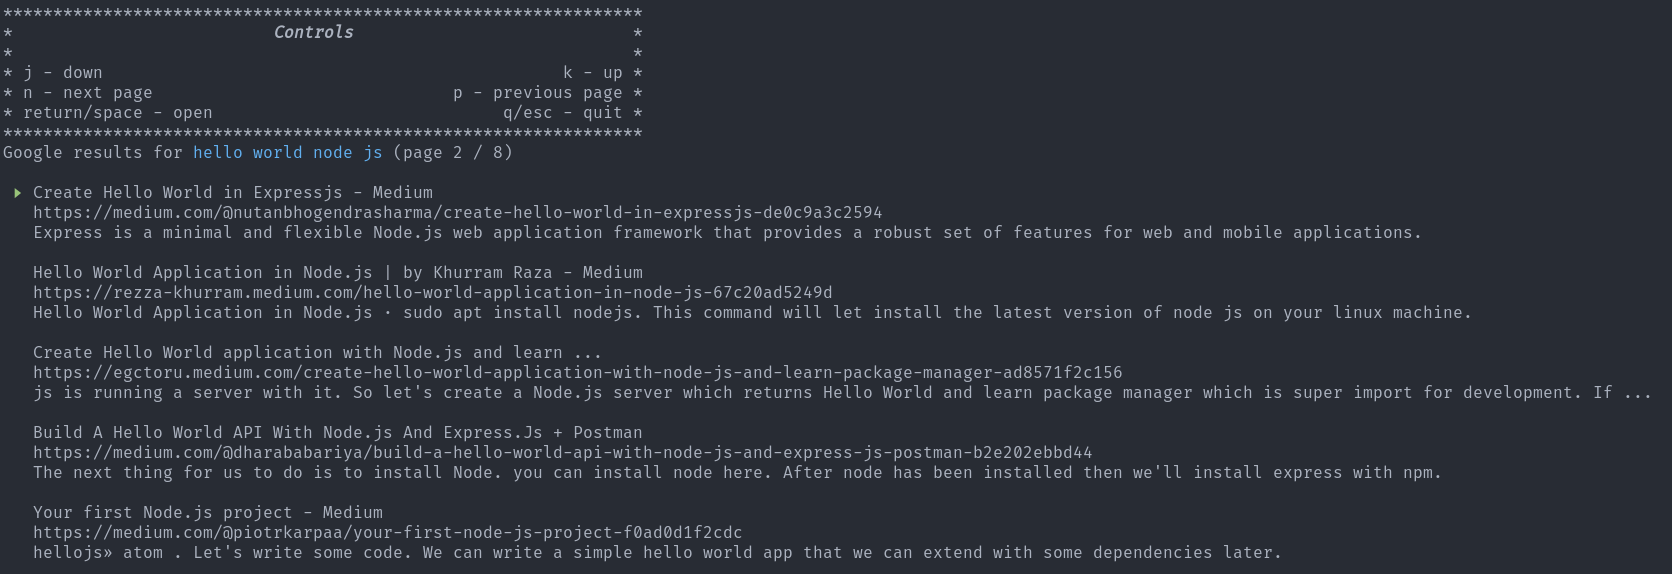 ****************************************************************
* Controls *
* *
* j - down k - up *
* n - next page p - previous page *
* return/space - open q/esc - quit *
****************************************************************
Google results for hello world node js (page 2 / 8)
Create Hello World in Expressjs - Medium
https://medium.com/@nutanbhogendrasharma/create-hello-world-in-expressjs-de0c9a3c2594
Express is a minimal and flexible Node.js web application framework that provides a robust set of features for web and mobile applications.
Hello World Application in Node.js | by Khurram Raza - Medium
https://rezza-khurram.medium.com/hello-world-application-in-node-js-67c20ad5249d
Hello World Application in Node.js · sudo apt install nodejs. This command will let install the latest version of node js on your linux machine.
Create Hello World application with Node.js and learn ...
https://egctoru.medium.com/create-hello-world-application-with-node-js-and-learn-package-manager-ad8571f2c156
js is running a server with it. So let's create a Node.js server which returns Hello World and learn package manager which is super import for development. If ...
Build A Hello World API With Node.js And Express.Js + Postman
https://medium.com/@dharababariya/build-a-hello-world-api-with-node-js-and-express-js-postman-b2e202ebbd44
The next thing for us to do is to install Node. you can install node here. After node has been installed then we'll install express with npm.
Your first Node.js project - Medium
https://medium.com/@piotrkarpaa/your-first-node-js-project-f0ad0d1f2cdc
hellojs» atom . Let's write some code. We can write a simple hello world app that we can extend with some dependencies later.